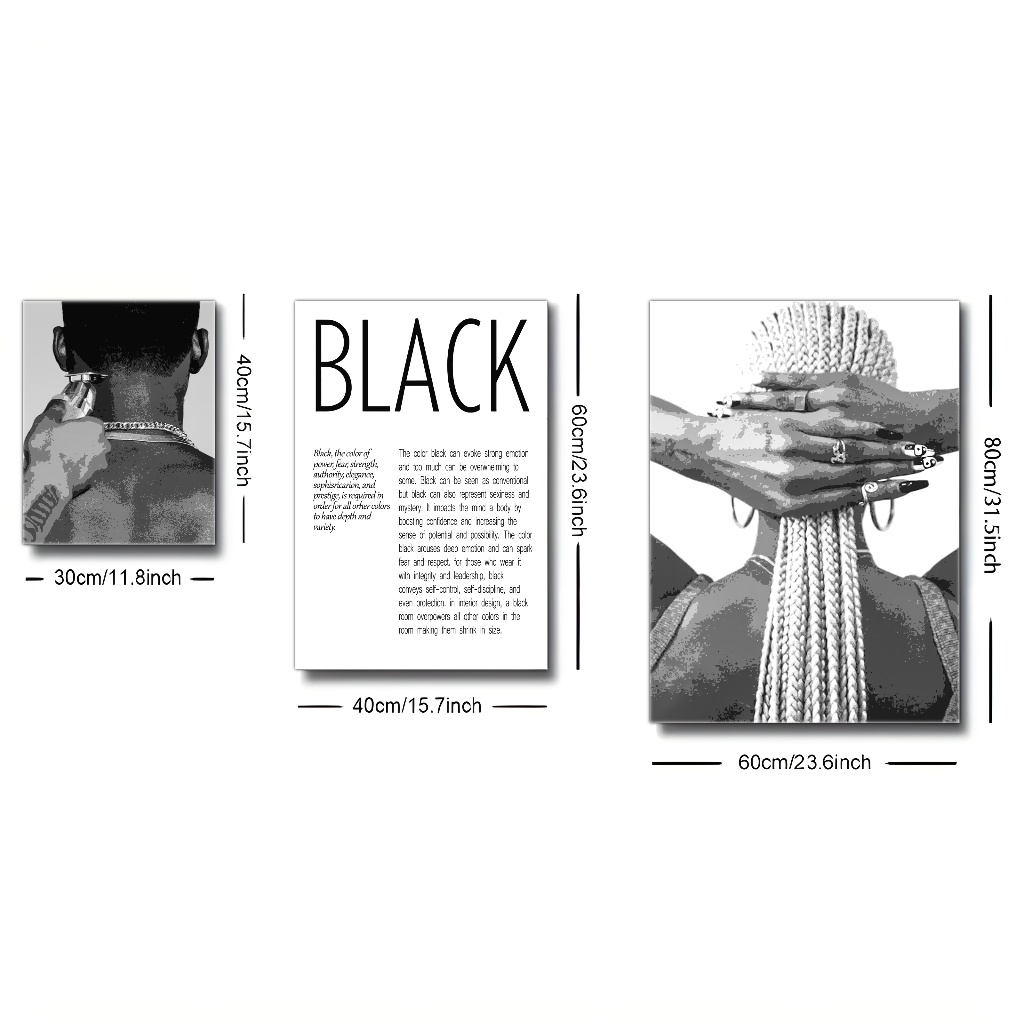 40cm/15.7inch
30cm/11.8inch
BLACK
Black, the color of
power, fear, strength,
authority, elegance,
sophistication, and
prestige, is required in
order for all other colors
to have depth and
variety.
The color black can evoke strong emotion
and too much can be overwhelming to
some. Black can be seen as conventional
but black can also represent sexiness and
mystery. It impacts the mind a body by
boosting confidence and increasing the
sense of potential and possibility. The color
black arouses deep emotion and can spark
fear and respect. for those who wear it
with integrity and leadership, black
conveys self-control, self-discipline, and
even protection. in interior design, a black
room overpowers all other colors in the
room making them shrink in size.
60cm/23.6inch
40cm/15.7inch
80cm/31.5inch
60cm/23.6inch